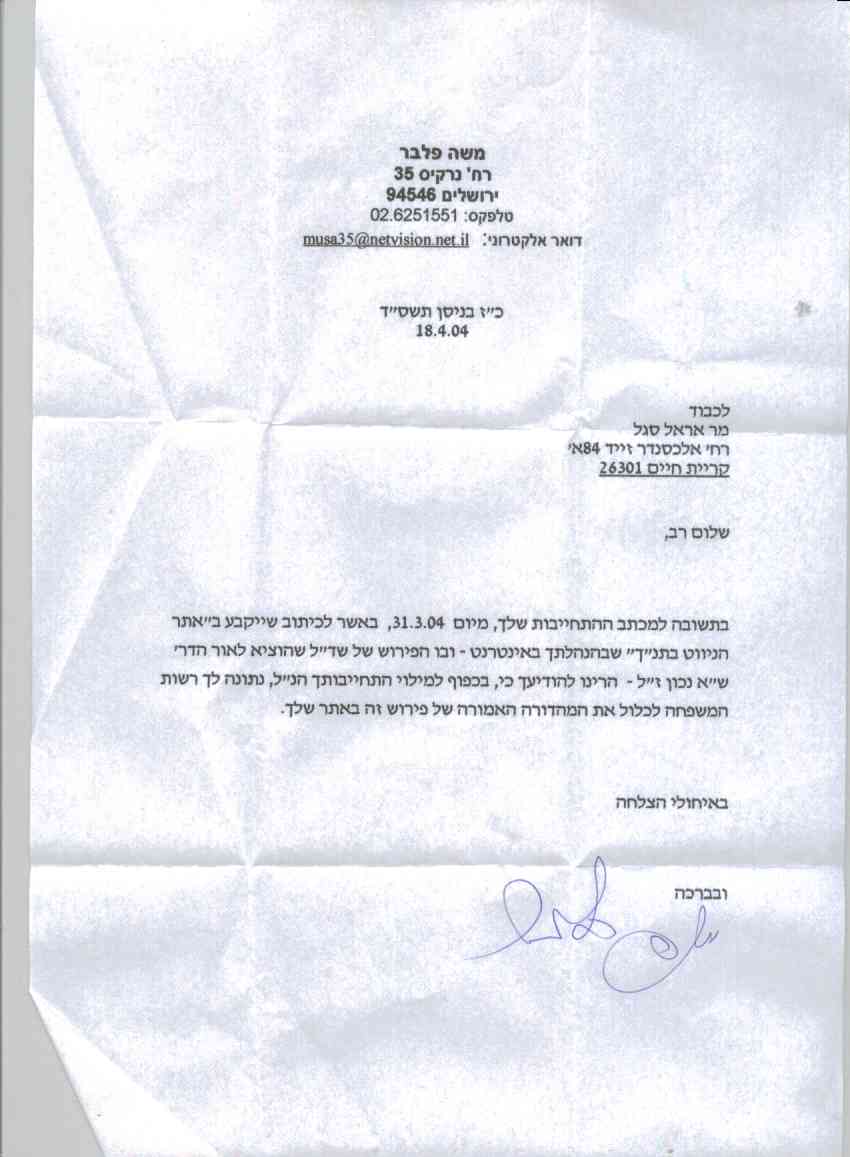 משה פלבר
רח' נרקיס 35
ירושלים 94546
טלפקס: 02.6251551
דואר אלקטרוני: musa35@netvision.net.il
כ״ז בניסן תשס״ד
18.4.04
לכבוד
מר אראל סגל
רח׳ אלכסנדר זייד 84א׳
קריית חיים 26301
שלום רב,
בתשובה למכתב ההתחייבות שלך, מיום 31.3.04, באשר לכיתוב שייקבע ב״אתר
הניווט בתנ״ך״ שבהנהלתך באינטרנט - ובו הפירוש של שד״ל שהוציא לאור הדר׳
ש״א נכון ז״ל - הרינו להודיעך כי, בכפוף למילוי התחייבותך הנ״ל, נתונה לך רשות
המשפחה לכלול את המהדורה האמורה של פירוש זה באתר שלך.
באיחולי הצלחה
ובברכה